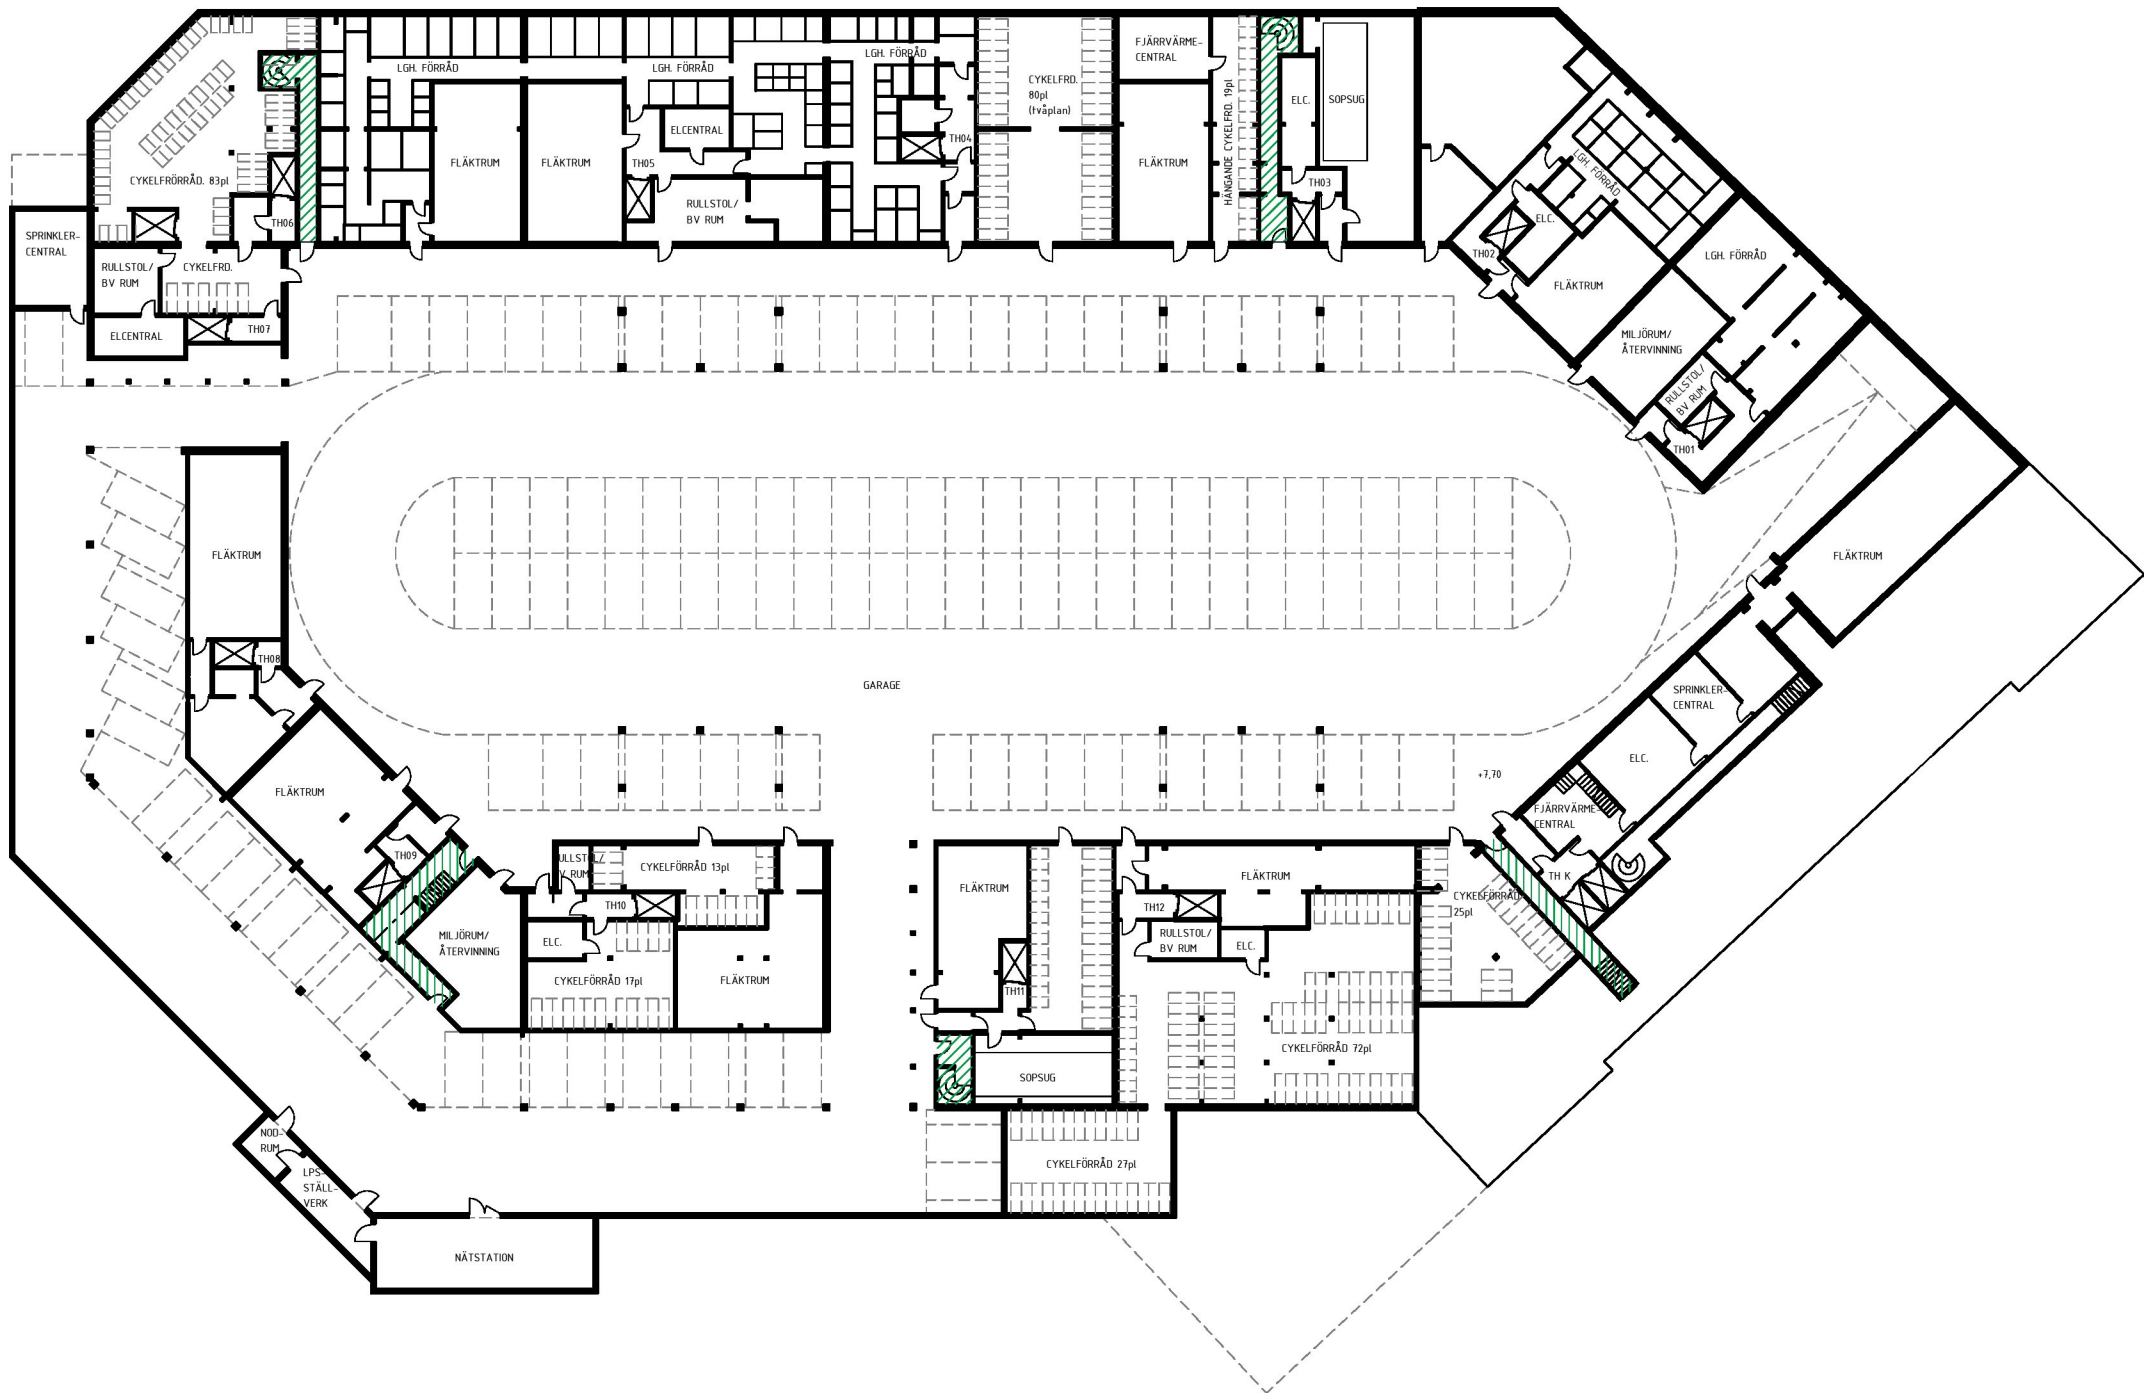 LGH. FÖRRÅD
LGH. FÖRRÅD
LGH. FÖRRÅD
FJÄRRVÄRME-
CENTRAL
CYKELFRD.
80pl
(tvåplan)
HÄNGANDE CYKELFRD. 19pl
ELC.
SOPSUG
ELCENTRAL
TH04
FLÄKTRUM
FLÄKTRUM
TH05
FLÄKTRUM
LGH. FÖRRÅD
CYKELFRÖRRÅD. 83pl
TH03
RULLSTOL/
BV RUM
TH06
ELC.
SPRINKLER-
CENTRAL
TH02
LGH. FÖRRÅD
RULLSTOL/
BV RUM
CYKELFRD.
FLÄKTRUM
ELCENTRAL
TH07
MILJÖRUM/
ÅTERVINNING
RULLSTOL/
BV RUM
TH01
FLÄKTRUM
FLÄKTRUM
TH08
GARAGE
SPRINKLER-
CENTRAL
ELC.
+7,70
FLÄKTRUM
FJÄRRVÄRME-
CENTRAL
TH09
ULLSTOL/
V RUM
CYKELFÖRRÅD 13pl
FLÄKTRUM
FLÄKTRUM
TH K
TH10
TH12
CYKELFÖRRÅD
25pl
MILJÖRUM/
ÅTERVINNING
ELC.
RULLSTOL/
BV RUM
ELC.
CYKELFÖRRÅD 17pl
FLÄKTRUM
TH11
CYKELFÖRRÅD 72pl
SOPSUG
NOD-
RUM
LPS-
STÄLL-
VERK
CYKELFÖRRÅD 27pl
NÄTSTATION